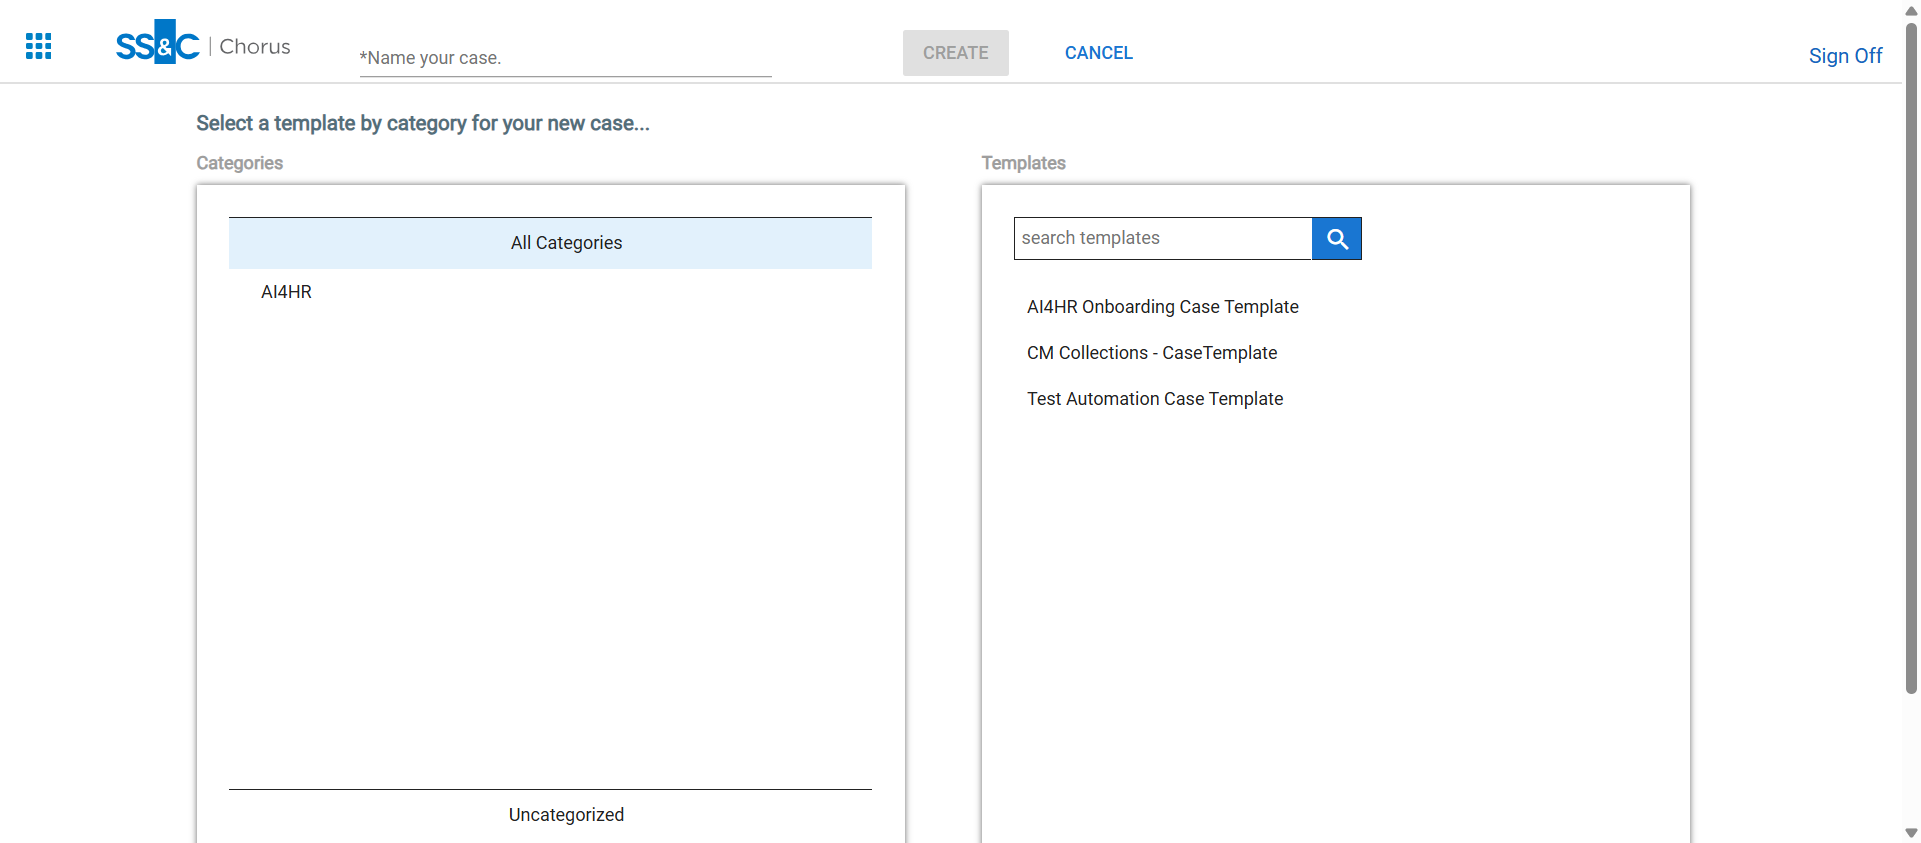 SS&C | Chorus
*Name your case.
CREATE
CANCEL
Sign Off
Select a template by category for your new case...
Categories
Templates
All Categories
search templates
AI4HR
AI4HR Onboarding Case Template
CM Collections - CaseTemplate
Test Automation Case Template
Uncategorized